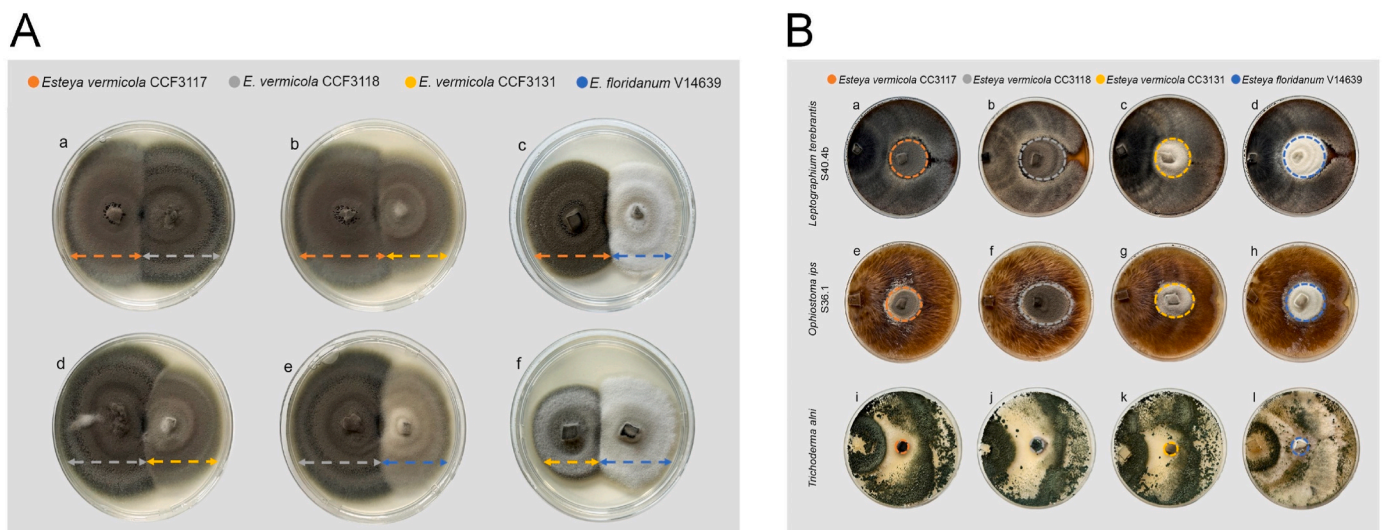 A
Esteya vermicola CCF3117 E. vermicola CCF3118 E. vermicola CCF3131 E. floridanum V14639
a b c
d e f
B
Esteya vermicola CC3117 Esteya vermicola CC3118 Esteya vermicola CC3131 Esteya floridanum V14639
Leptographium terebrantis
S40.4b
a b c d
Ophiostoma ips
S36.1
e f g h
Trichoderma alni
i j k l